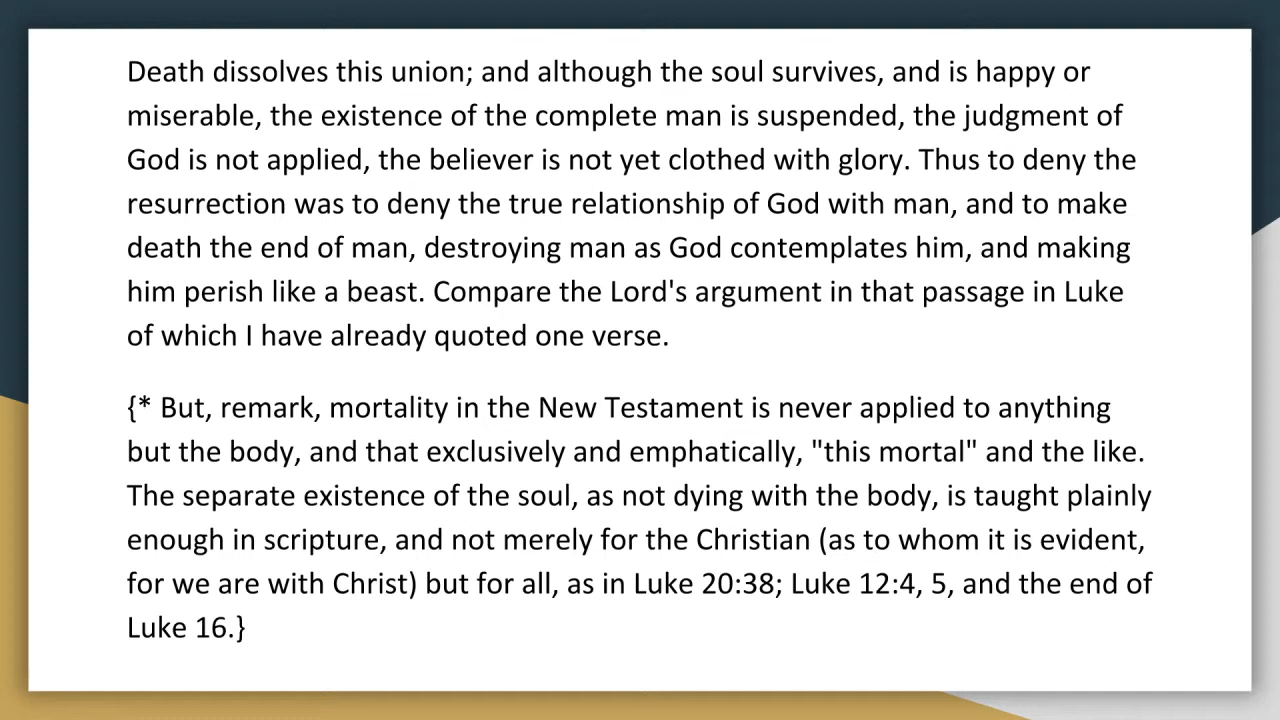 Death dissolves this union; and although the soul survives, and is happy or
miserable, the existence of the complete man is suspended, the judgment of
God is not applied, the believer is not yet clothed with glory. Thus to deny the
resurrection was to deny the true relationship of God with man, and to make
death the end of man, destroying man as God contemplates him, and making
him perish like a beast. Compare the Lord's argument in that passage in Luke
of which I have already quoted one verse.
{* But, remark, mortality in the New Testament is never applied to anything
but the body, and that exclusively and emphatically, "this mortal" and the like.
The separate existence of the soul, as not dying with the body, is taught plainly
enough in scripture, and not merely for the Christian (as to whom it is evident,
for we are with Christ) but for all, as in Luke 20:38; Luke 12:4, 5, and the end of
Luke 16.}